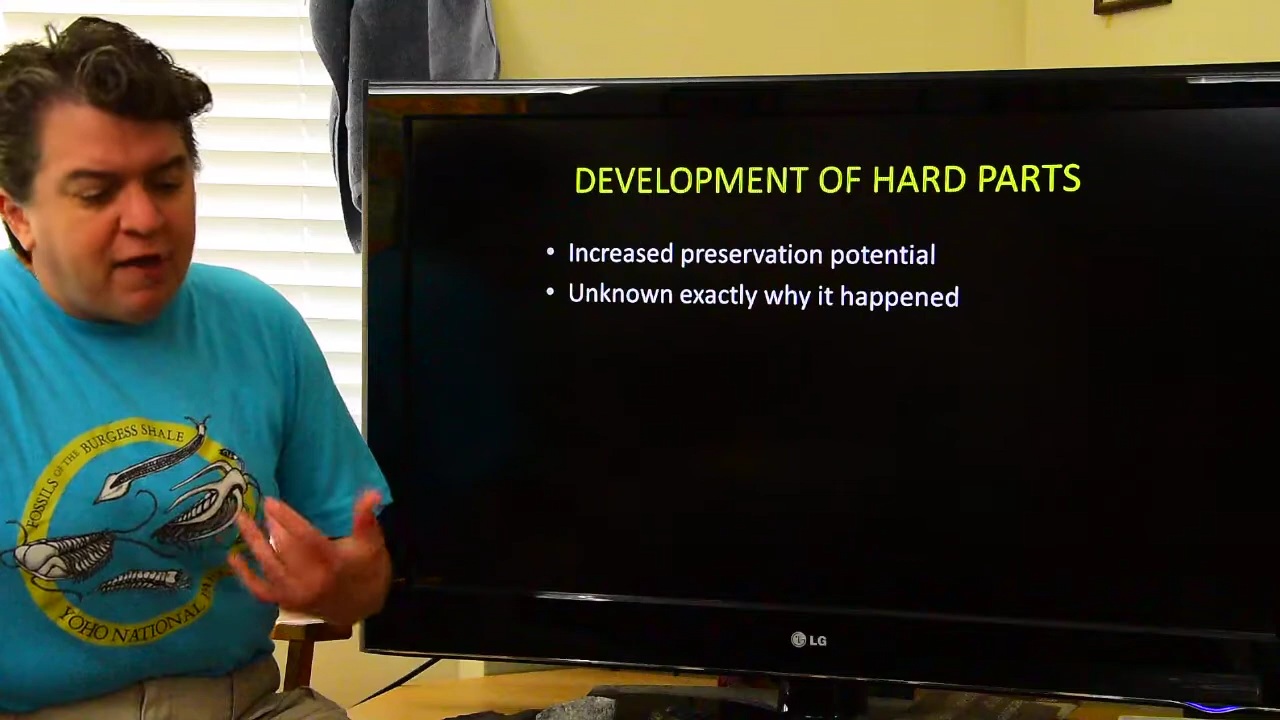 DEVELOPMENT OF HARD PARTS
• Increased preservation potential
• Unknown exactly why it happened
FOSSILS OF THE BURGESS SHALE
YOHO NATIONAL
LG